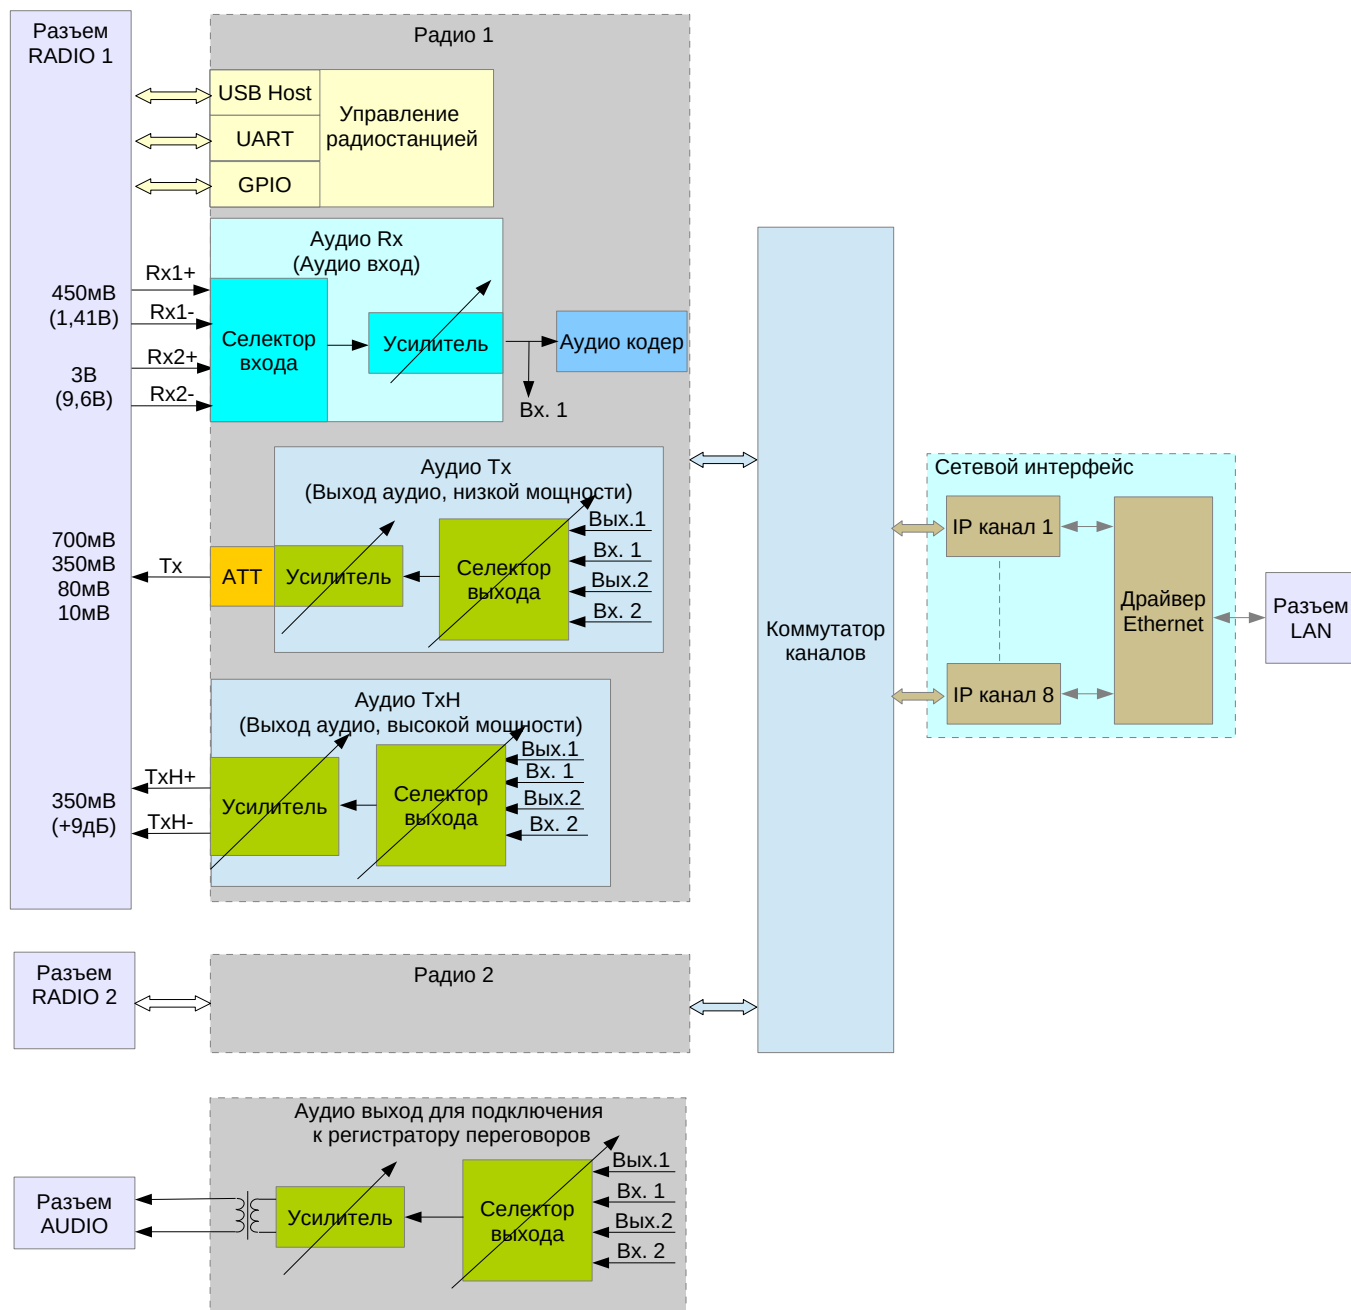 Разъем
RADIO 1
Радио 1
USB Host
UART
GPIO
Управление
радиостанцией
Аудио Rx
(Аудио вход)
Rx1+
450мВ
(1,41В)
Rx1-
Rx2+
3В
(9,6В)
Rx2-
Селектор
входа
Усилитель
Аудио кодер
Вх. 1
Аудио Tx
(Выход аудио, низкой мощности)
700мВ
350мВ
80мВ
10мВ
Tx
ATT
Усилитель
Селектор
выхода
Вых.1
Вх. 1
Вых.2
Вх. 2
Аудио TxH
(Выход аудио, высокой мощности)
TxH+
350мВ
(+9дБ)
TxH-
Усилитель
Селектор
выхода
Вых.1
Вх. 1
Вых.2
Вх. 2
Коммутатор
каналов
Сетевой интерфейс
IP канал 1
IP канал 8
Драйвер
Ethernet
Разъем
LAN
Разъем
RADIO 2
Радио 2
Аудио выход для подключения
к регистратору переговоров
Разъем
AUDIO
Усилитель
Селектор
выхода
Вых.1
Вх. 1
Вых.2
Вх. 2